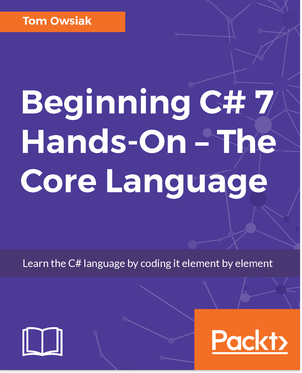 Tom Owsiak
Beginning C# 7
Hands-On – The
Core Language
Learn the C# language by coding it element by element
Packt>